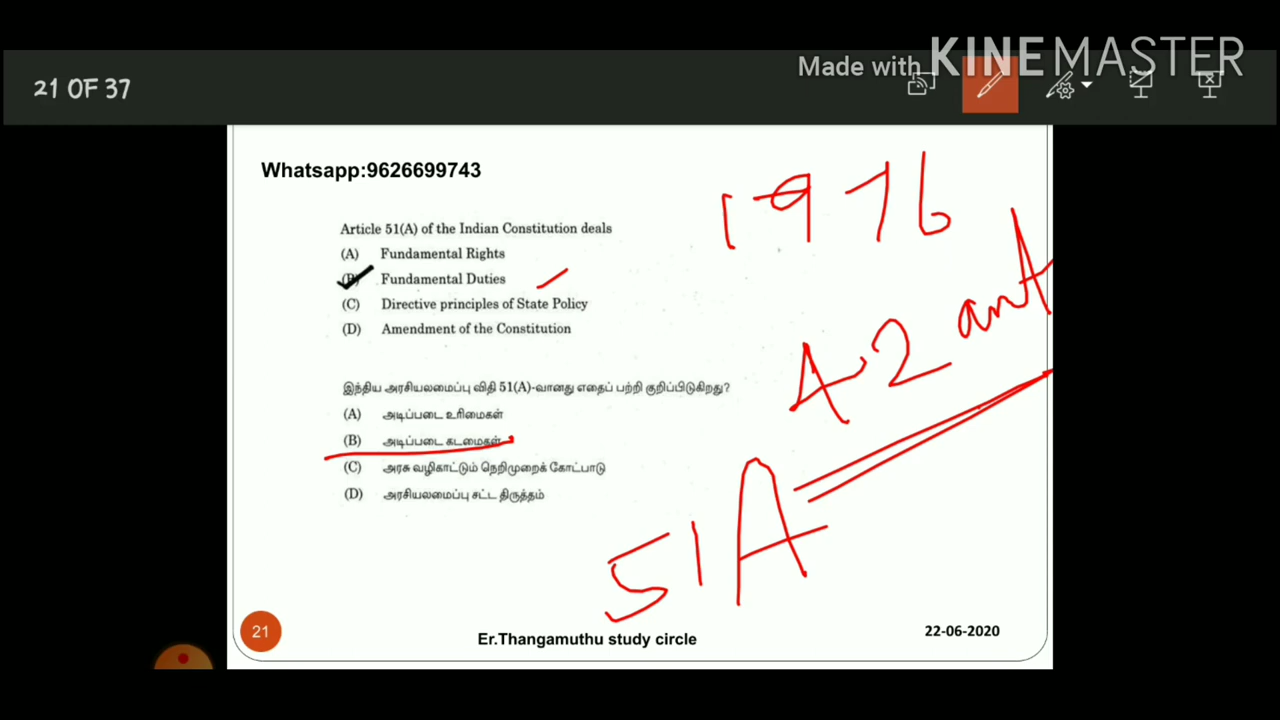 Made with KINEMASTER
21 OF 37
Whatsapp:9626699743
1976
Article 51(A) of the Indian Constitution deals
(A) Fundamental Rights
(B) Fundamental Duties
(C) Directive principles of State Policy
(D) Amendment of the Constitution
42
இந்திய அரசியலமைப்பு விதி 51(A)-வானது எதைப் பற்றி குறிப்பிடுகிறது?
(A) அடிப்படை உரிமைகள்
(B) அடிப்படை கடமைகள்
(C) அரசு வழிகாட்டும் நெறிமுறைக் கோட்பாடு
(D) அரசியலமைப்பு சட்ட திருத்தம்
51A
21
Er.Thangamuthu study circle
22-06-2020